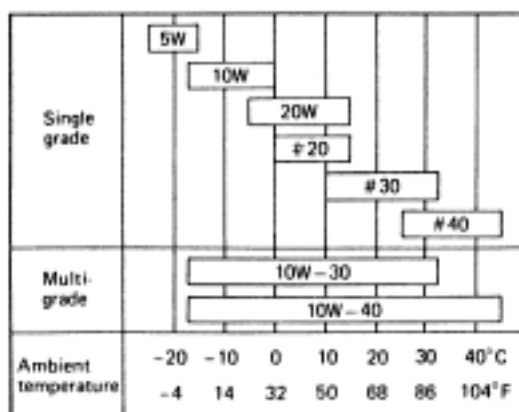 5W
10W
20W
Single
grade
#20
#30
#40
10W-30
Multi-
grade
10W-40
Ambient
temperature
-20 -10 0 10 20 30 40°C
-4 14 32 50 68 86 104°F